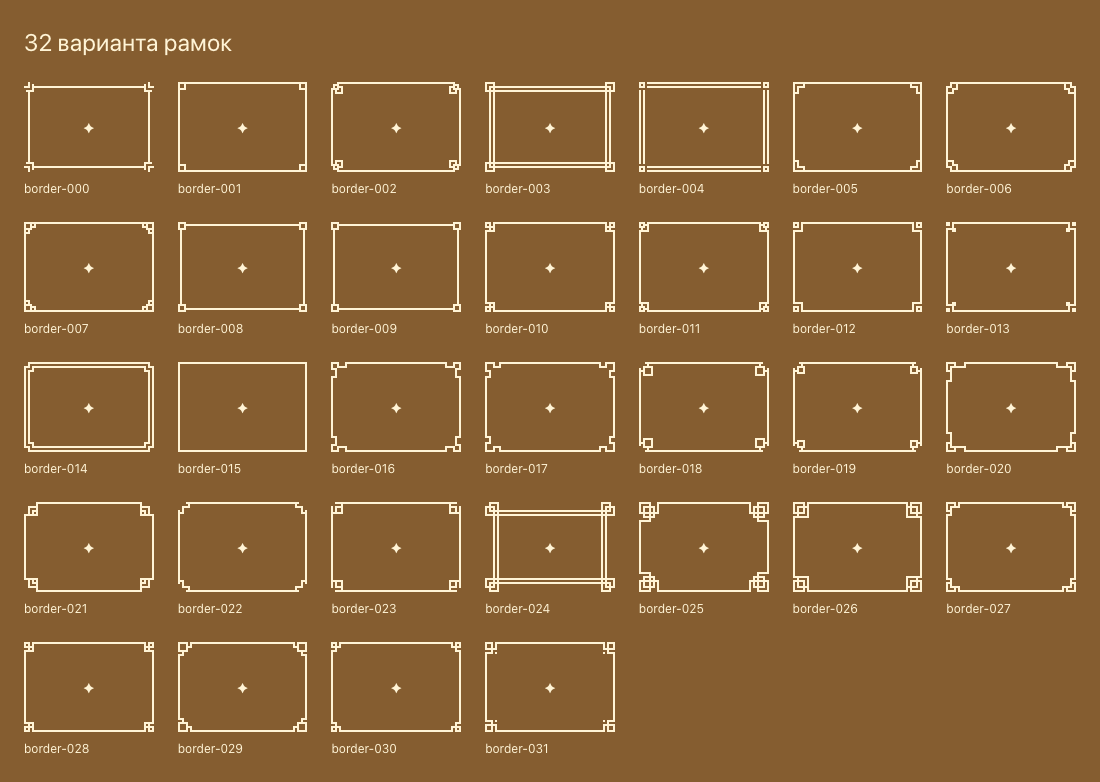 32 варианта рамок
border-000 border-001 border-002 border-003 border-004 border-005 border-006
border-007 border-008 border-009 border-010 border-011 border-012 border-013
border-014 border-015 border-016 border-017 border-018 border-019 border-020
border-021 border-022 border-023 border-024 border-025 border-026 border-027
border-028 border-029 border-030 border-031